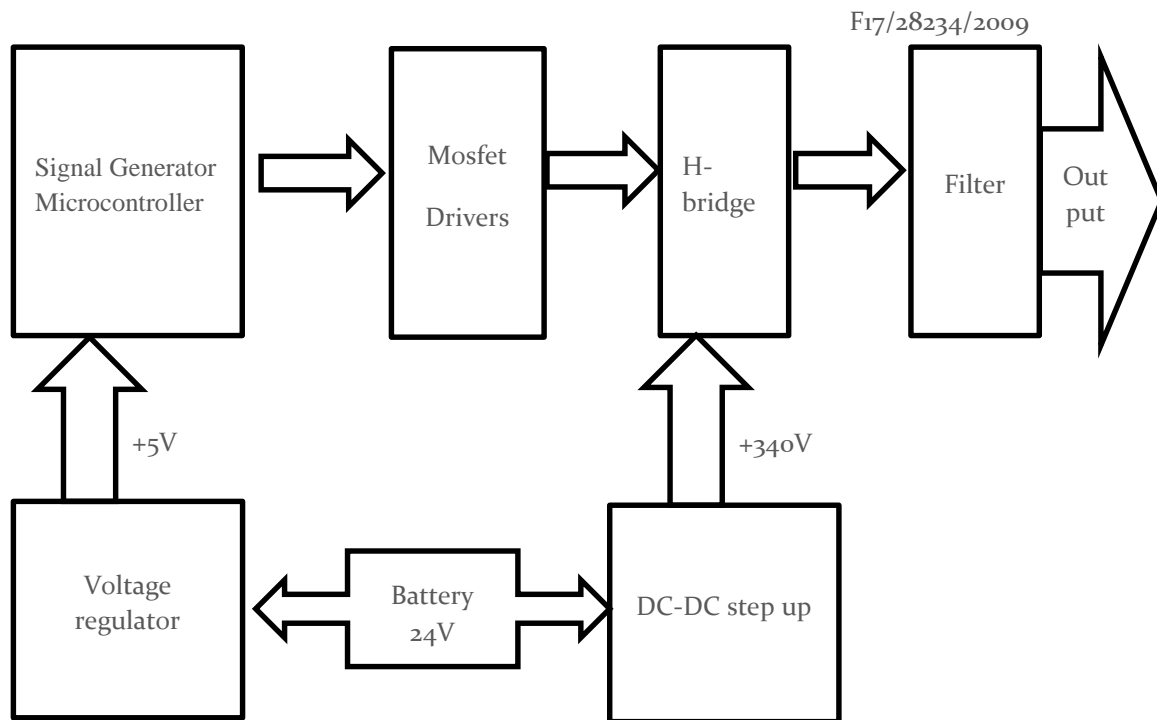 F17/28234/2009
Signal Generator
Microcontroller
Mosfet
Drivers
H-
bridge
Filter
Out
put
+5V
+340V
Voltage
regulator
Battery
24V
DC-DC step up